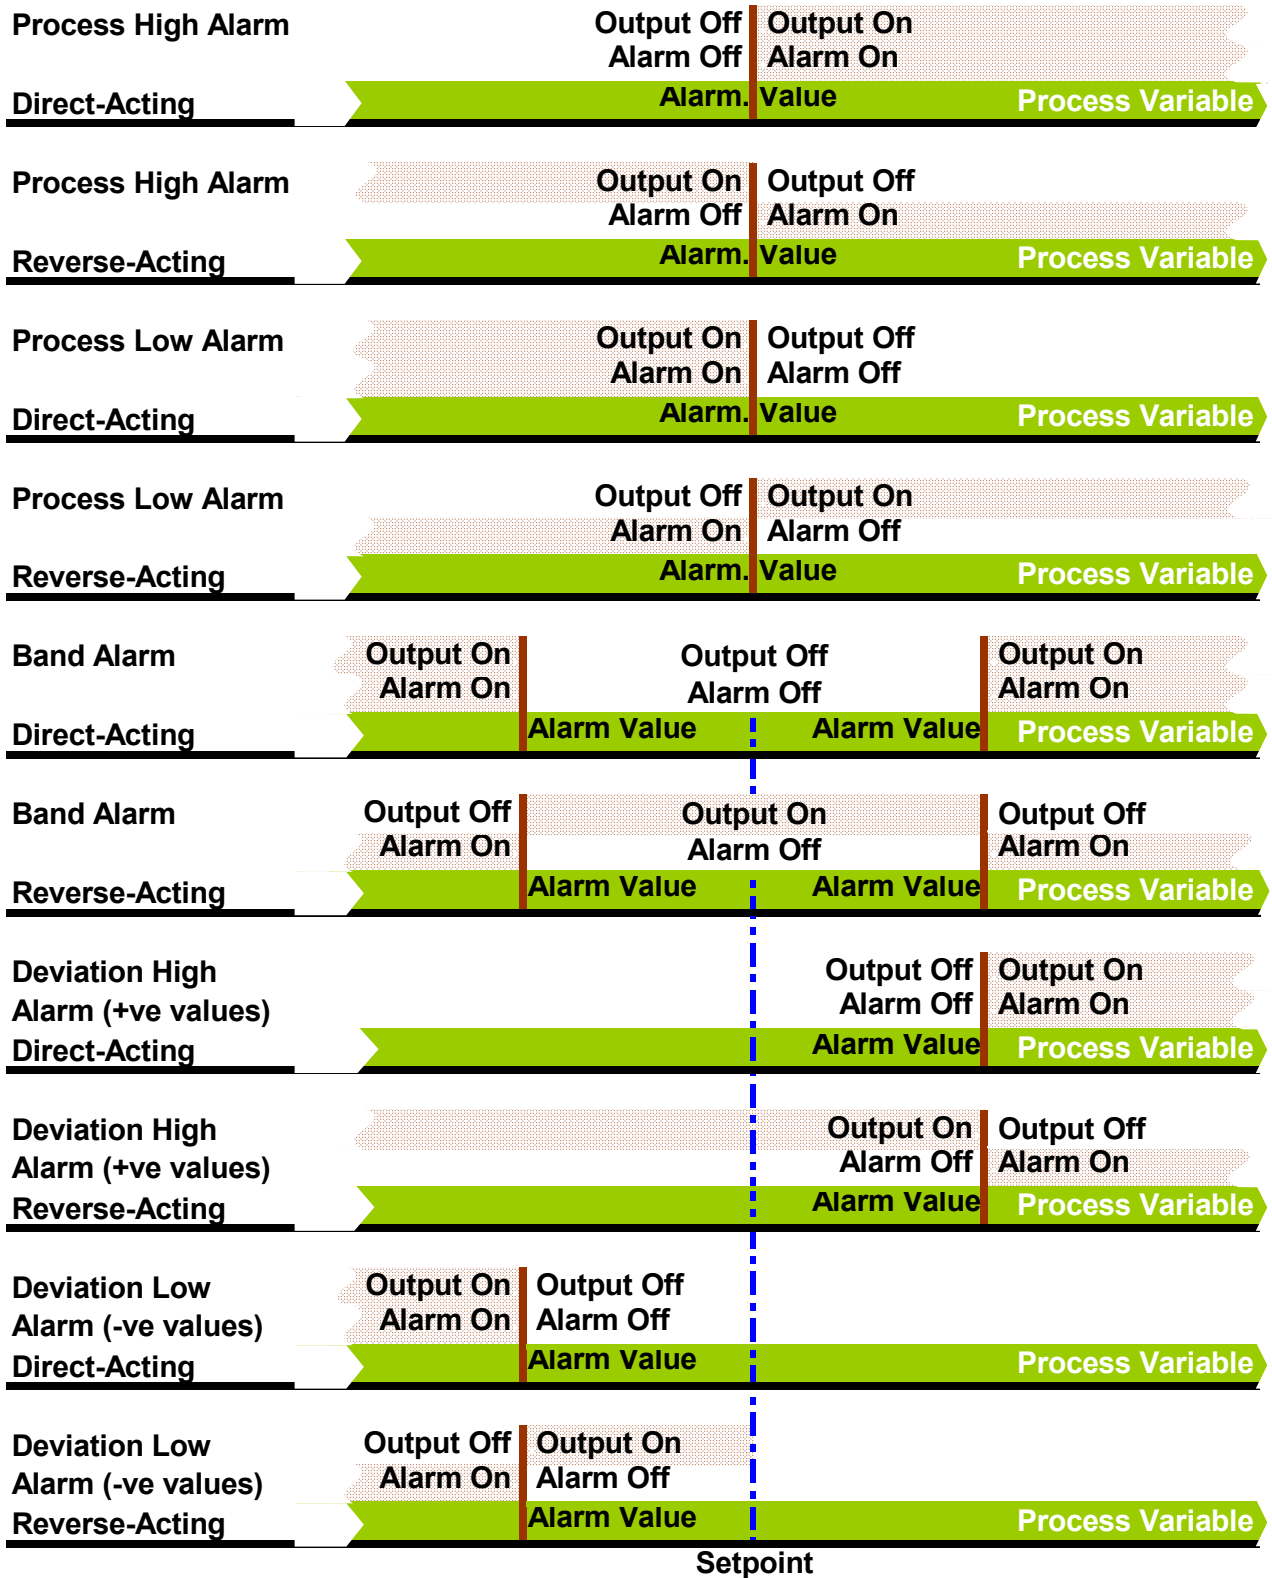 Process High Alarm Output Off Output On
Alarm Off Alarm On
Direct-Acting Alarm. Value Process Variable
Process High Alarm Output On Output Off
Alarm Off Alarm On
Reverse-Acting Alarm. Value Process Variable
Process Low Alarm Output On Output Off
Alarm On Alarm Off
Direct-Acting Alarm. Value Process Variable
Process Low Alarm Output Off Output On
Alarm On Alarm Off
Reverse-Acting Alarm. Value Process Variable
Band Alarm Output On Output Off Output On
Alarm On Alarm Off Alarm On
Direct-Acting Alarm Value Alarm Value Process Variable
Band Alarm Output Off Output On Output Off
Alarm On Alarm Off Alarm On
Reverse-Acting Alarm Value Alarm Value Process Variable
Deviation High Output Off Output On
Alarm (+ve values) Alarm Off Alarm On
Direct-Acting Alarm Value Process Variable
Deviation High Output On Output Off
Alarm (+ve values) Alarm Off Alarm On
Reverse-Acting Alarm Value Process Variable
Deviation Low Output On Output Off
Alarm (-ve values) Alarm On Alarm Off
Direct-Acting Alarm Value Process Variable
Deviation Low Output Off Output On
Alarm (-ve values) Alarm On Alarm Off
Reverse-Acting Alarm Value Process Variable
Setpoint